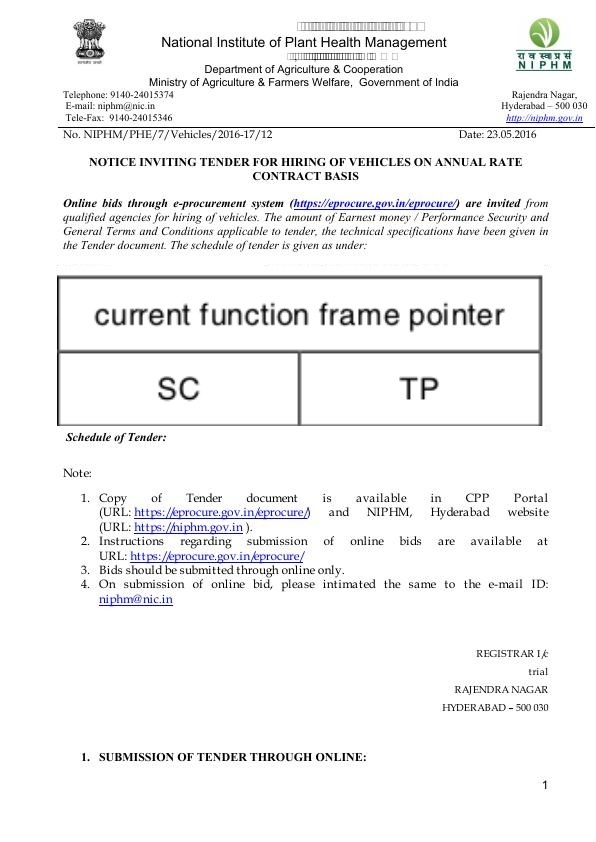 National Institute of Plant Health Management
Department of Agriculture & Cooperation
Ministry of Agriculture & Farmers Welfare, Government of India
रा व स्वा प्र सं
N I P H M
Telephone: 9140-24015374
E-mail: niphm@nic.in
Tele-Fax: 9140-24015346
Rajendra Nagar,
Hyderabad – 500 030
http://niphm.gov.in
No. NIPHM/PHE/7/Vehicles/2016-17/12 Date: 23.05.2016
NOTICE INVITING TENDER FOR HIRING OF VEHICLES ON ANNUAL RATE
CONTRACT BASIS
Online bids through e-procurement system (https://eprocure.gov.in/eprocure/) are invited from
qualified agencies for hiring of vehicles. The amount of Earnest money / Performance Security and
General Terms and Conditions applicable to tender, the technical specifications have been given in
the Tender document. The schedule of tender is given as under:
current function frame pointer
SC TP
Schedule of Tender:
Note:
1. Copy of Tender document is available in CPP Portal
(URL: https://eprocure.gov.in/eprocure/) and NIPHM, Hyderabad website
(URL: https://niphm.gov.in ).
2. Instructions regarding submission of online bids are available at
URL: https://eprocure.gov.in/eprocure/
3. Bids should be submitted through online only.
4. On submission of online bid, please intimated the same to the e-mail ID:
niphm@nic.in
REGISTRAR I/c
trial
RAJENDRA NAGAR
HYDERABAD – 500 030
1. SUBMISSION OF TENDER THROUGH ONLINE:
1